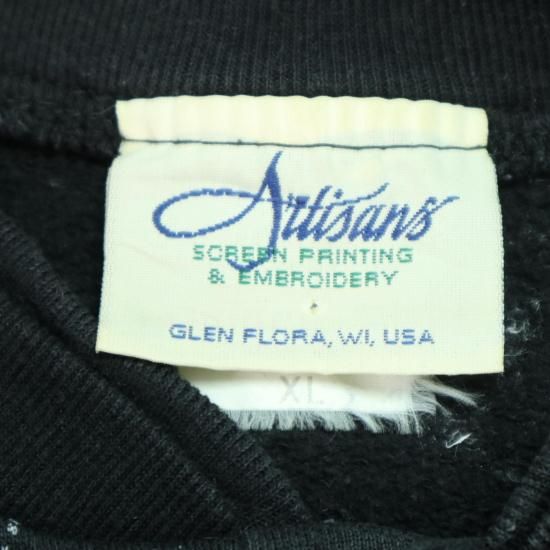 Artisans
SCREEN PRINTING
& EMBROIDERY
GLEN FLORA, WI, USA
XL